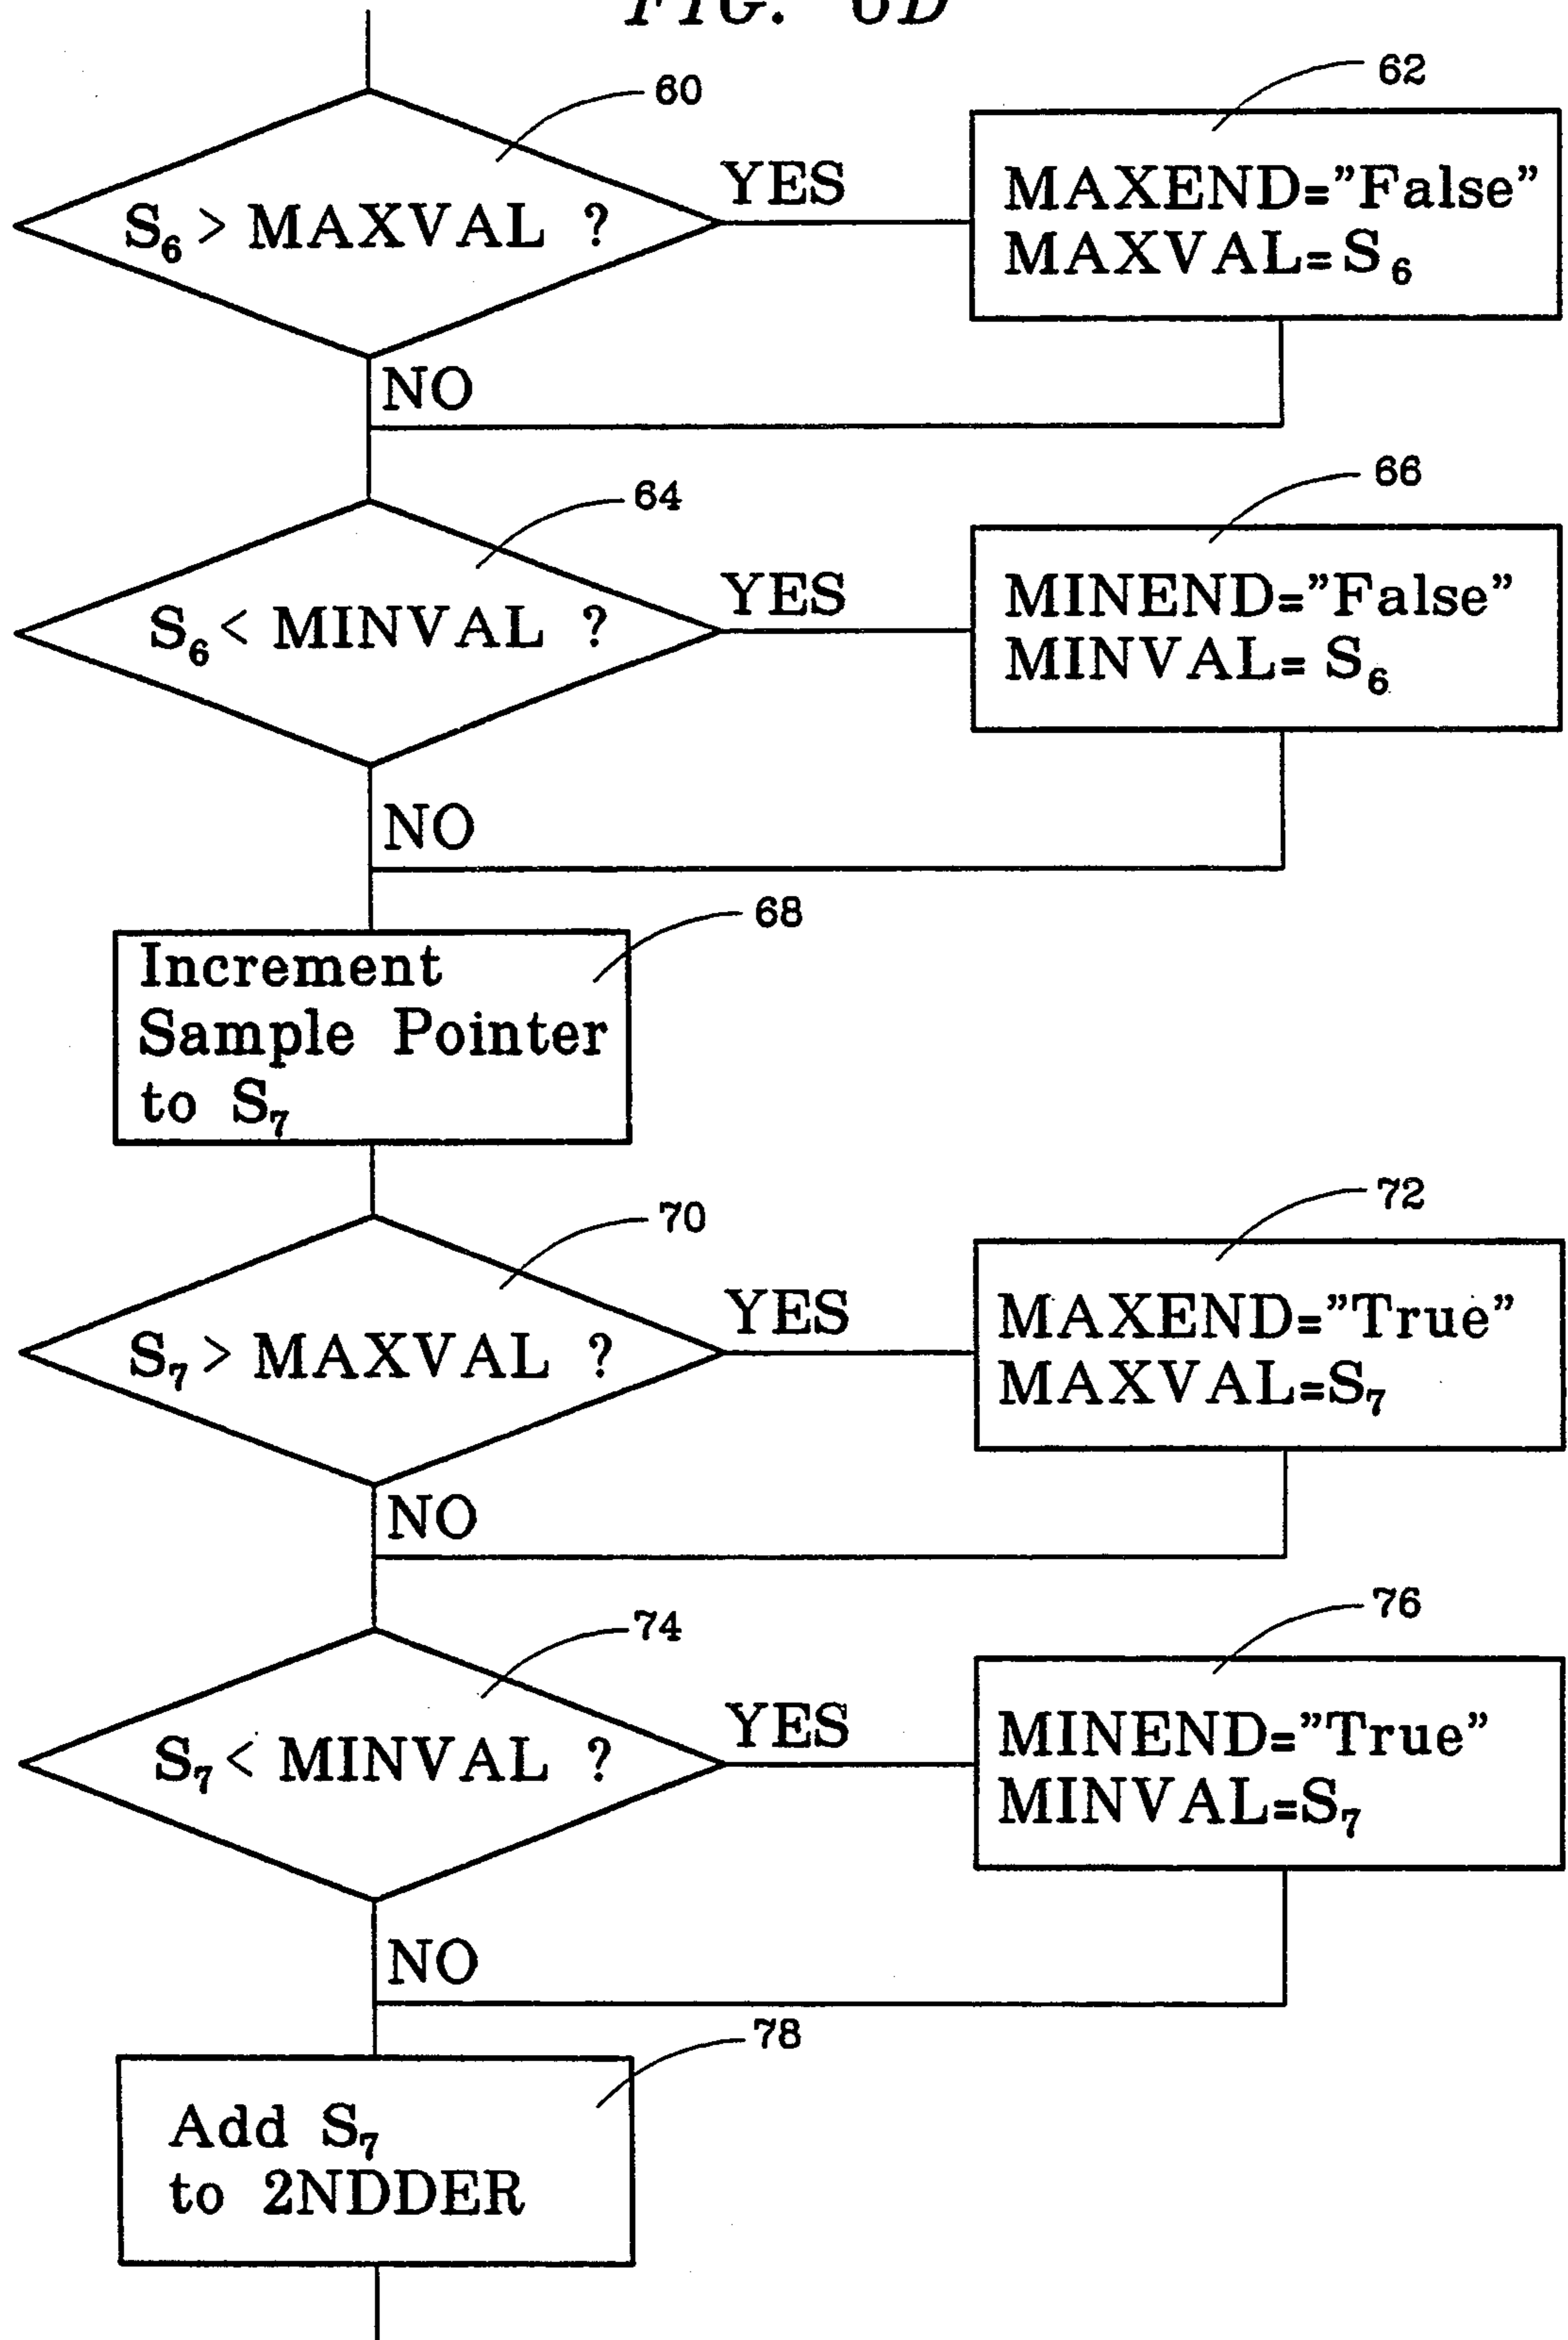 FIG. 6D
60
62
S₆ > MAXVAL ?
YES
MAXEND="False"
MAXVAL=S₆
NO
64
66
S₆ < MINVAL ?
YES
MINEND="False"
MINVAL= S₆
NO
68
Increment
Sample Pointer
to S₇
70
72
S₇ > MAXVAL ?
YES
MAXEND="True"
MAXVAL=S₇
NO
74
76
S₇ < MINVAL ?
YES
MINEND="True"
MINVAL=S₇
NO
78
Add S₇
to 2NDDER